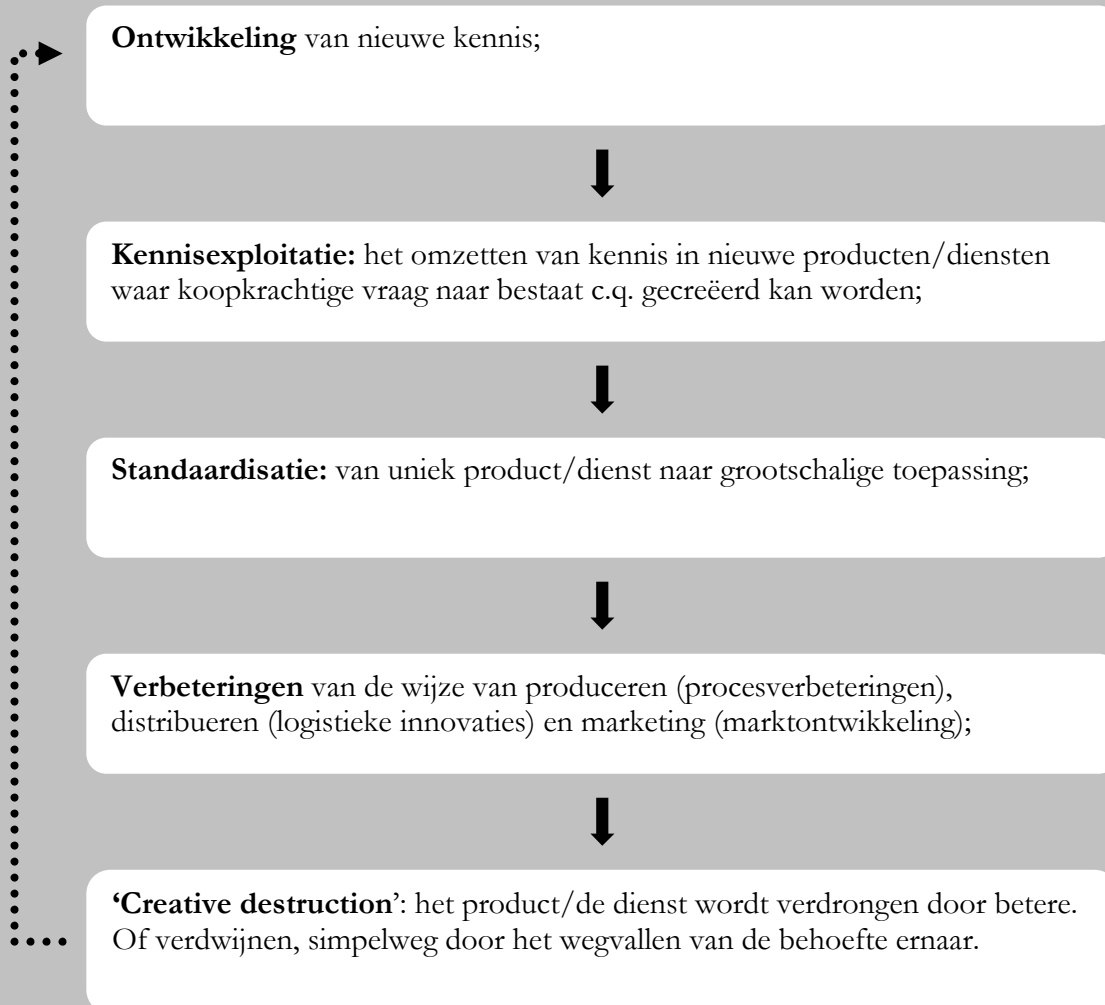 Ontwikkeling van nieuwe kennis;
Kennisexploitatie: het omzetten van kennis in nieuwe producten/diensten
waar koopkrachtige vraag naar bestaat c.q. gecreëerd kan worden;
Standaardisatie: van uniek product/dienst naar grootschalige toepassing;
Verbeteringen van de wijze van produceren (procesverbeteringen),
distribueren (logistieke innovaties) en marketing (marktontwikkeling);
‘Creative destruction’: het product/de dienst wordt verdrongen door betere.
Of verdwijnen, simpelweg door het wegvallen van de behoefte ernaar.